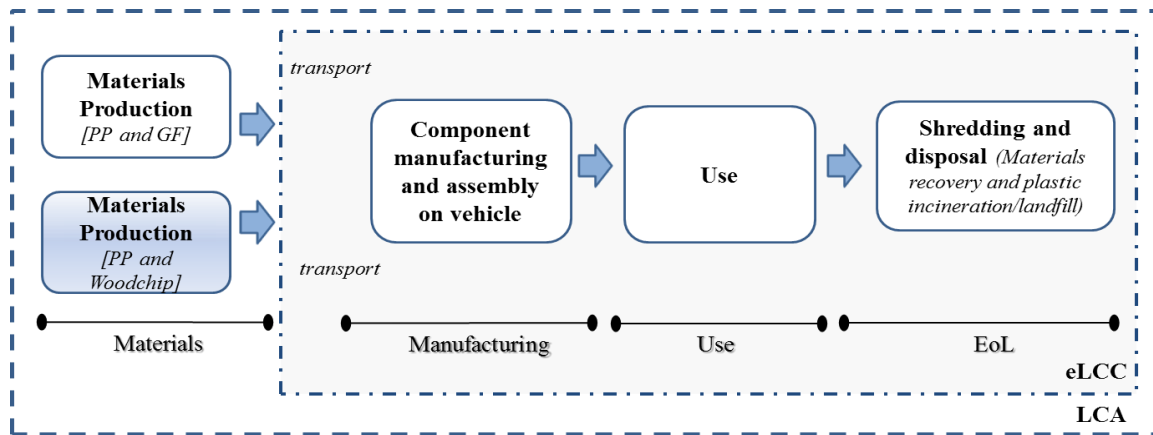 Materials
Production
[PP and GF]
Materials
Production
[PP and
Woodchip]
transport
transport
Component
manufacturing
and assembly
on vehicle
Use
Shredding and
disposal (Materials
recovery and plastic
incineration/landfill)
Materials
Manufacturing
Use
EoL
eLCC
LCA